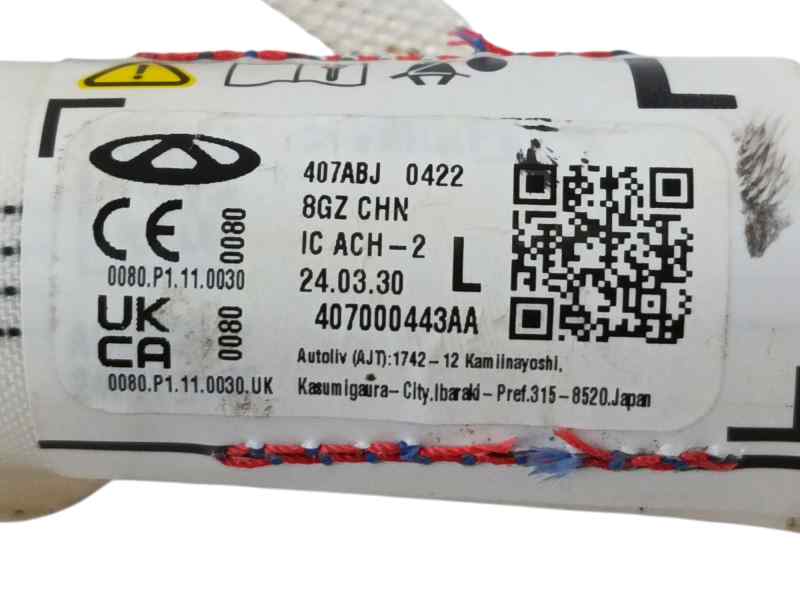 L
407ABJ 0422
8GZ CHN
IC ACH-2 L
24.03.30
407000443AA
CE 0080
0080.P1.11.0030
UK
CA 0080
0080.P1.11.0030.UK
Autoliv (AJT):1742-12 Kamiinayoshi,
Kasumigaura-City.Ibaraki-Pref.315-8520.Japan